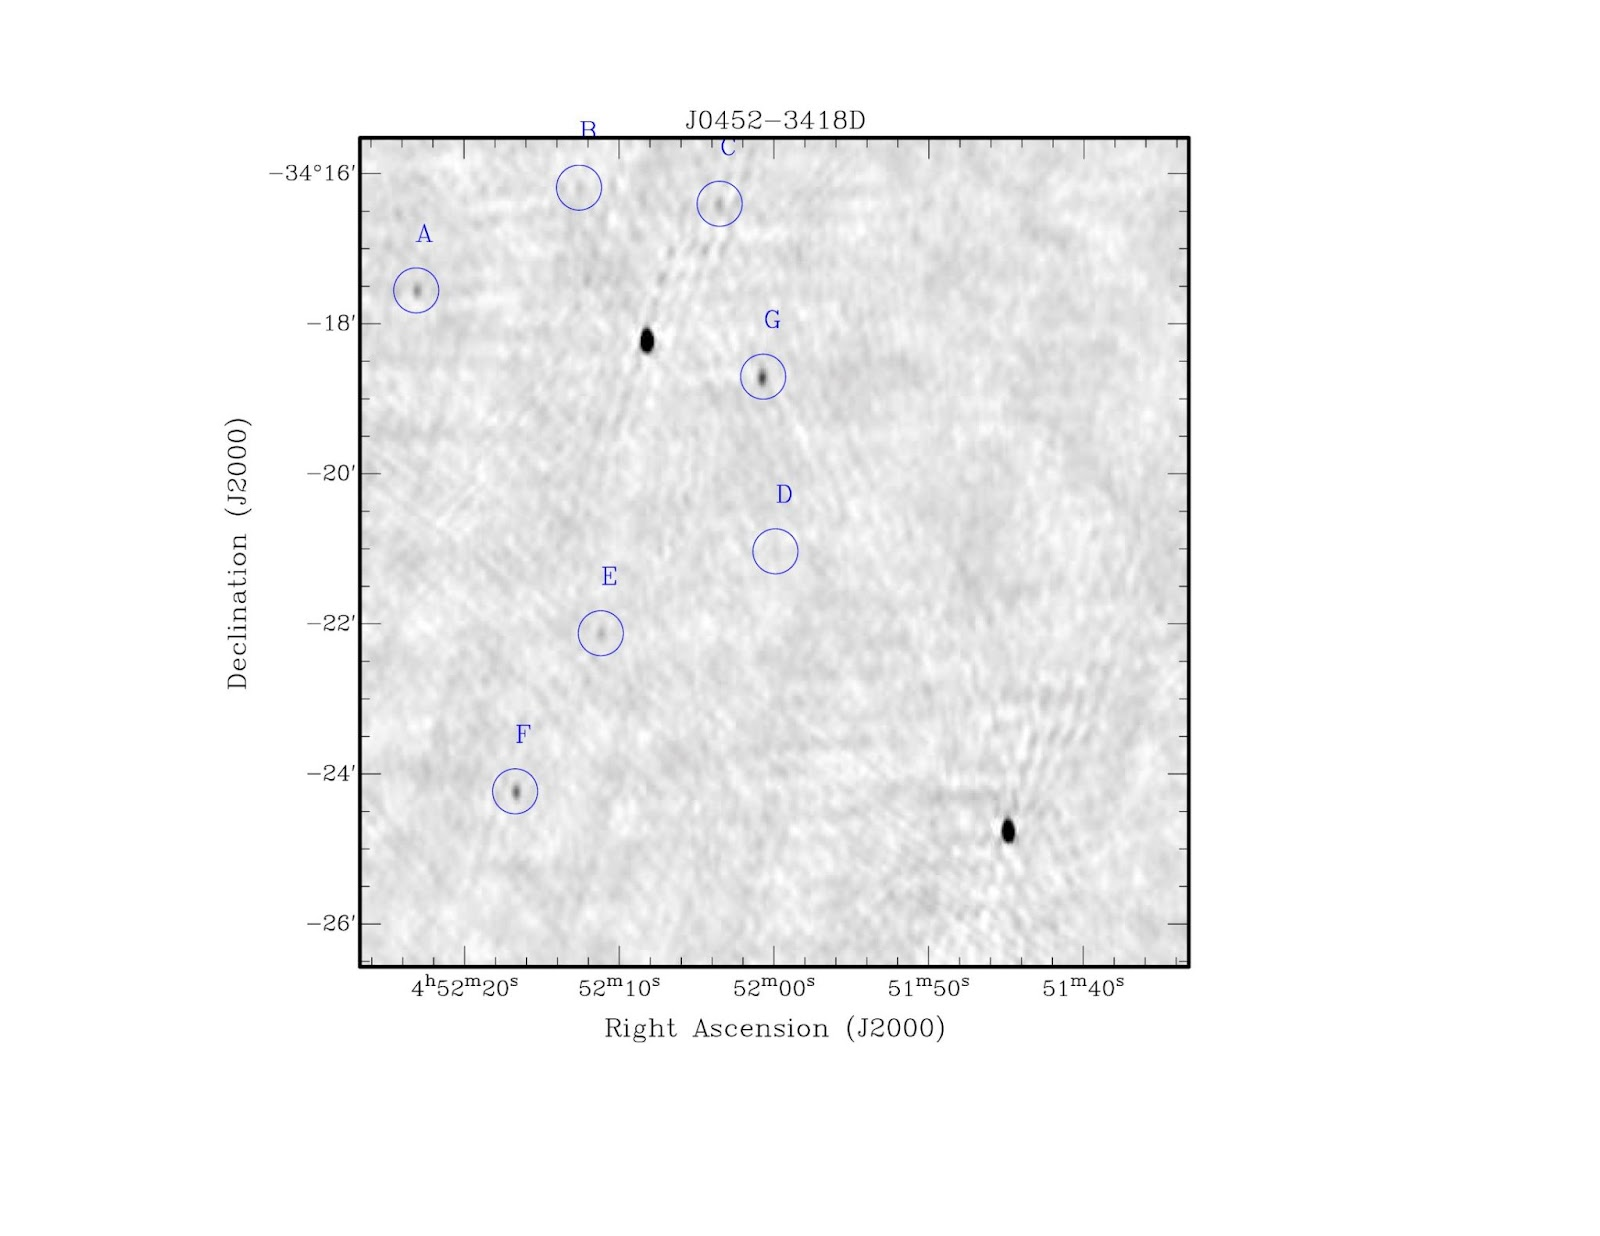 J0452−3418D
B
C
−34°16′
A
−18′
G
−20′
D
E
−22′
F
−24′
−26′
4ʰ52ᵐ20ˢ 52ᵐ10ˢ 52ᵐ00ˢ 51ᵐ50ˢ 51ᵐ40ˢ
Right Ascension (J2000)
Declination (J2000)